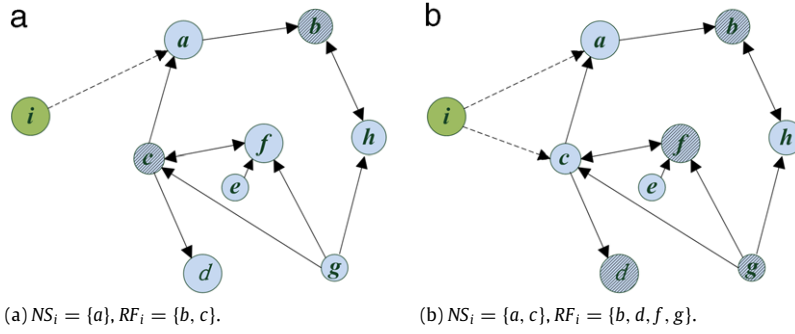 a
b
a
b
i
c
f
h
e
d
g
a
b
i
c
f
h
e
d
g
(a) NSᵢ = {a}, RFᵢ = {b, c}.
(b) NSᵢ = {a, c}, RFᵢ = {b, d, f, g}.